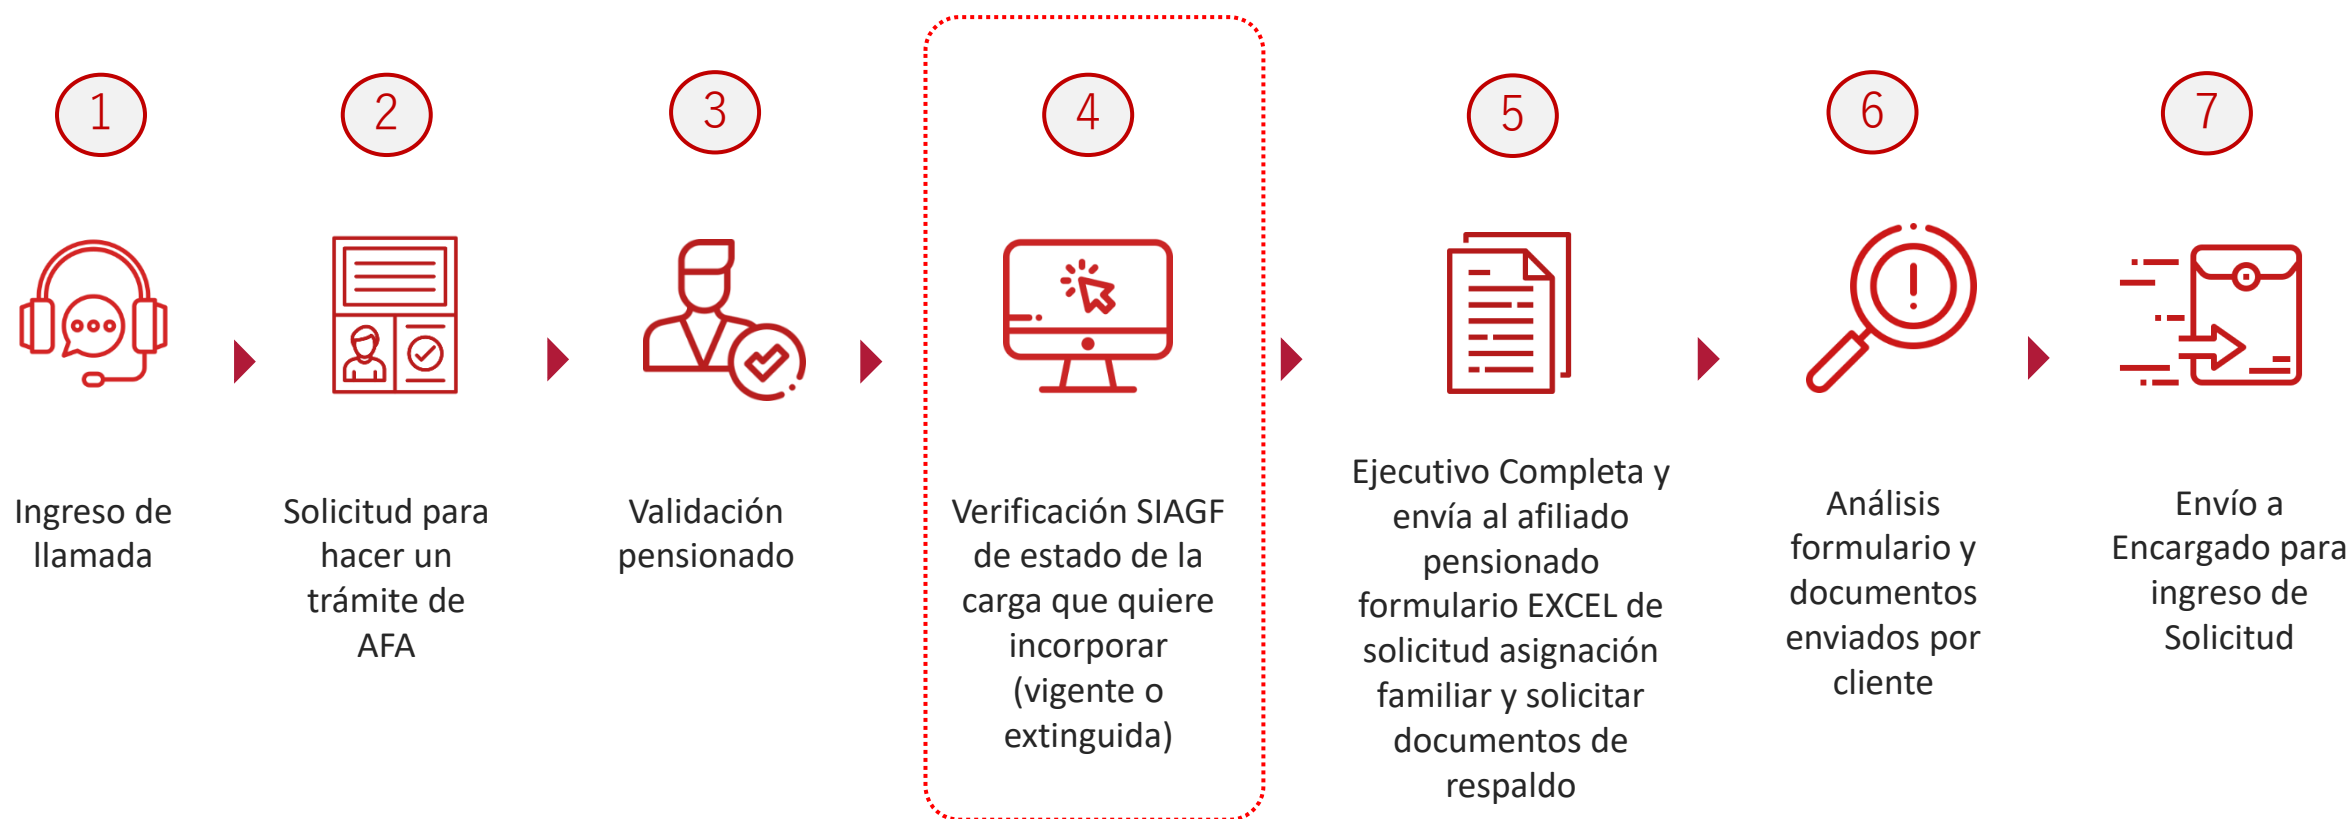 1
2
3
4
5
6
7
Ingreso de
llamada
Solicitud para
hacer un
trámite de
AFA
Validación
pensionado
Verificación SIAGF
de estado de la
carga que quiere
incorporar
(vigente o
extinguida)
Ejecutivo Completa y
envía al afiliado
pensionado
formulario EXCEL de
solicitud asignación
familiar y solicitar
documentos de
respaldo
Análisis
formulario y
documentos
enviados por
cliente
Envío a
Encargado para
ingreso de
Solicitud